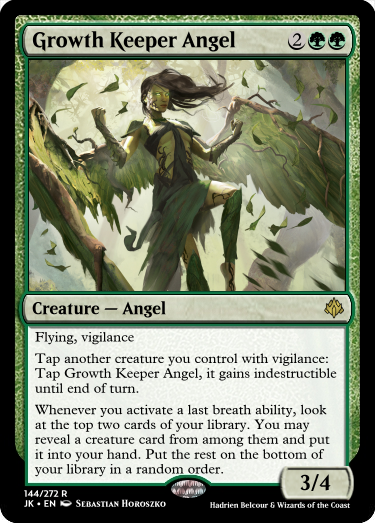 Growth Keeper Angel 2
Creature — Angel
Flying, vigilance
Tap another creature you control with vigilance:
Tap Growth Keeper Angel, it gains indestructible
until end of turn.
Whenever you activate a last breath ability, look
at the top two cards of your library. You may
reveal a creature card from among them and put
it into your hand. Put the rest on the bottom of
your library in a random order.
3/4
144/272 R
JK • EN Sebastian Horoszko
Hadrien Belcour & Wizards of the Coast